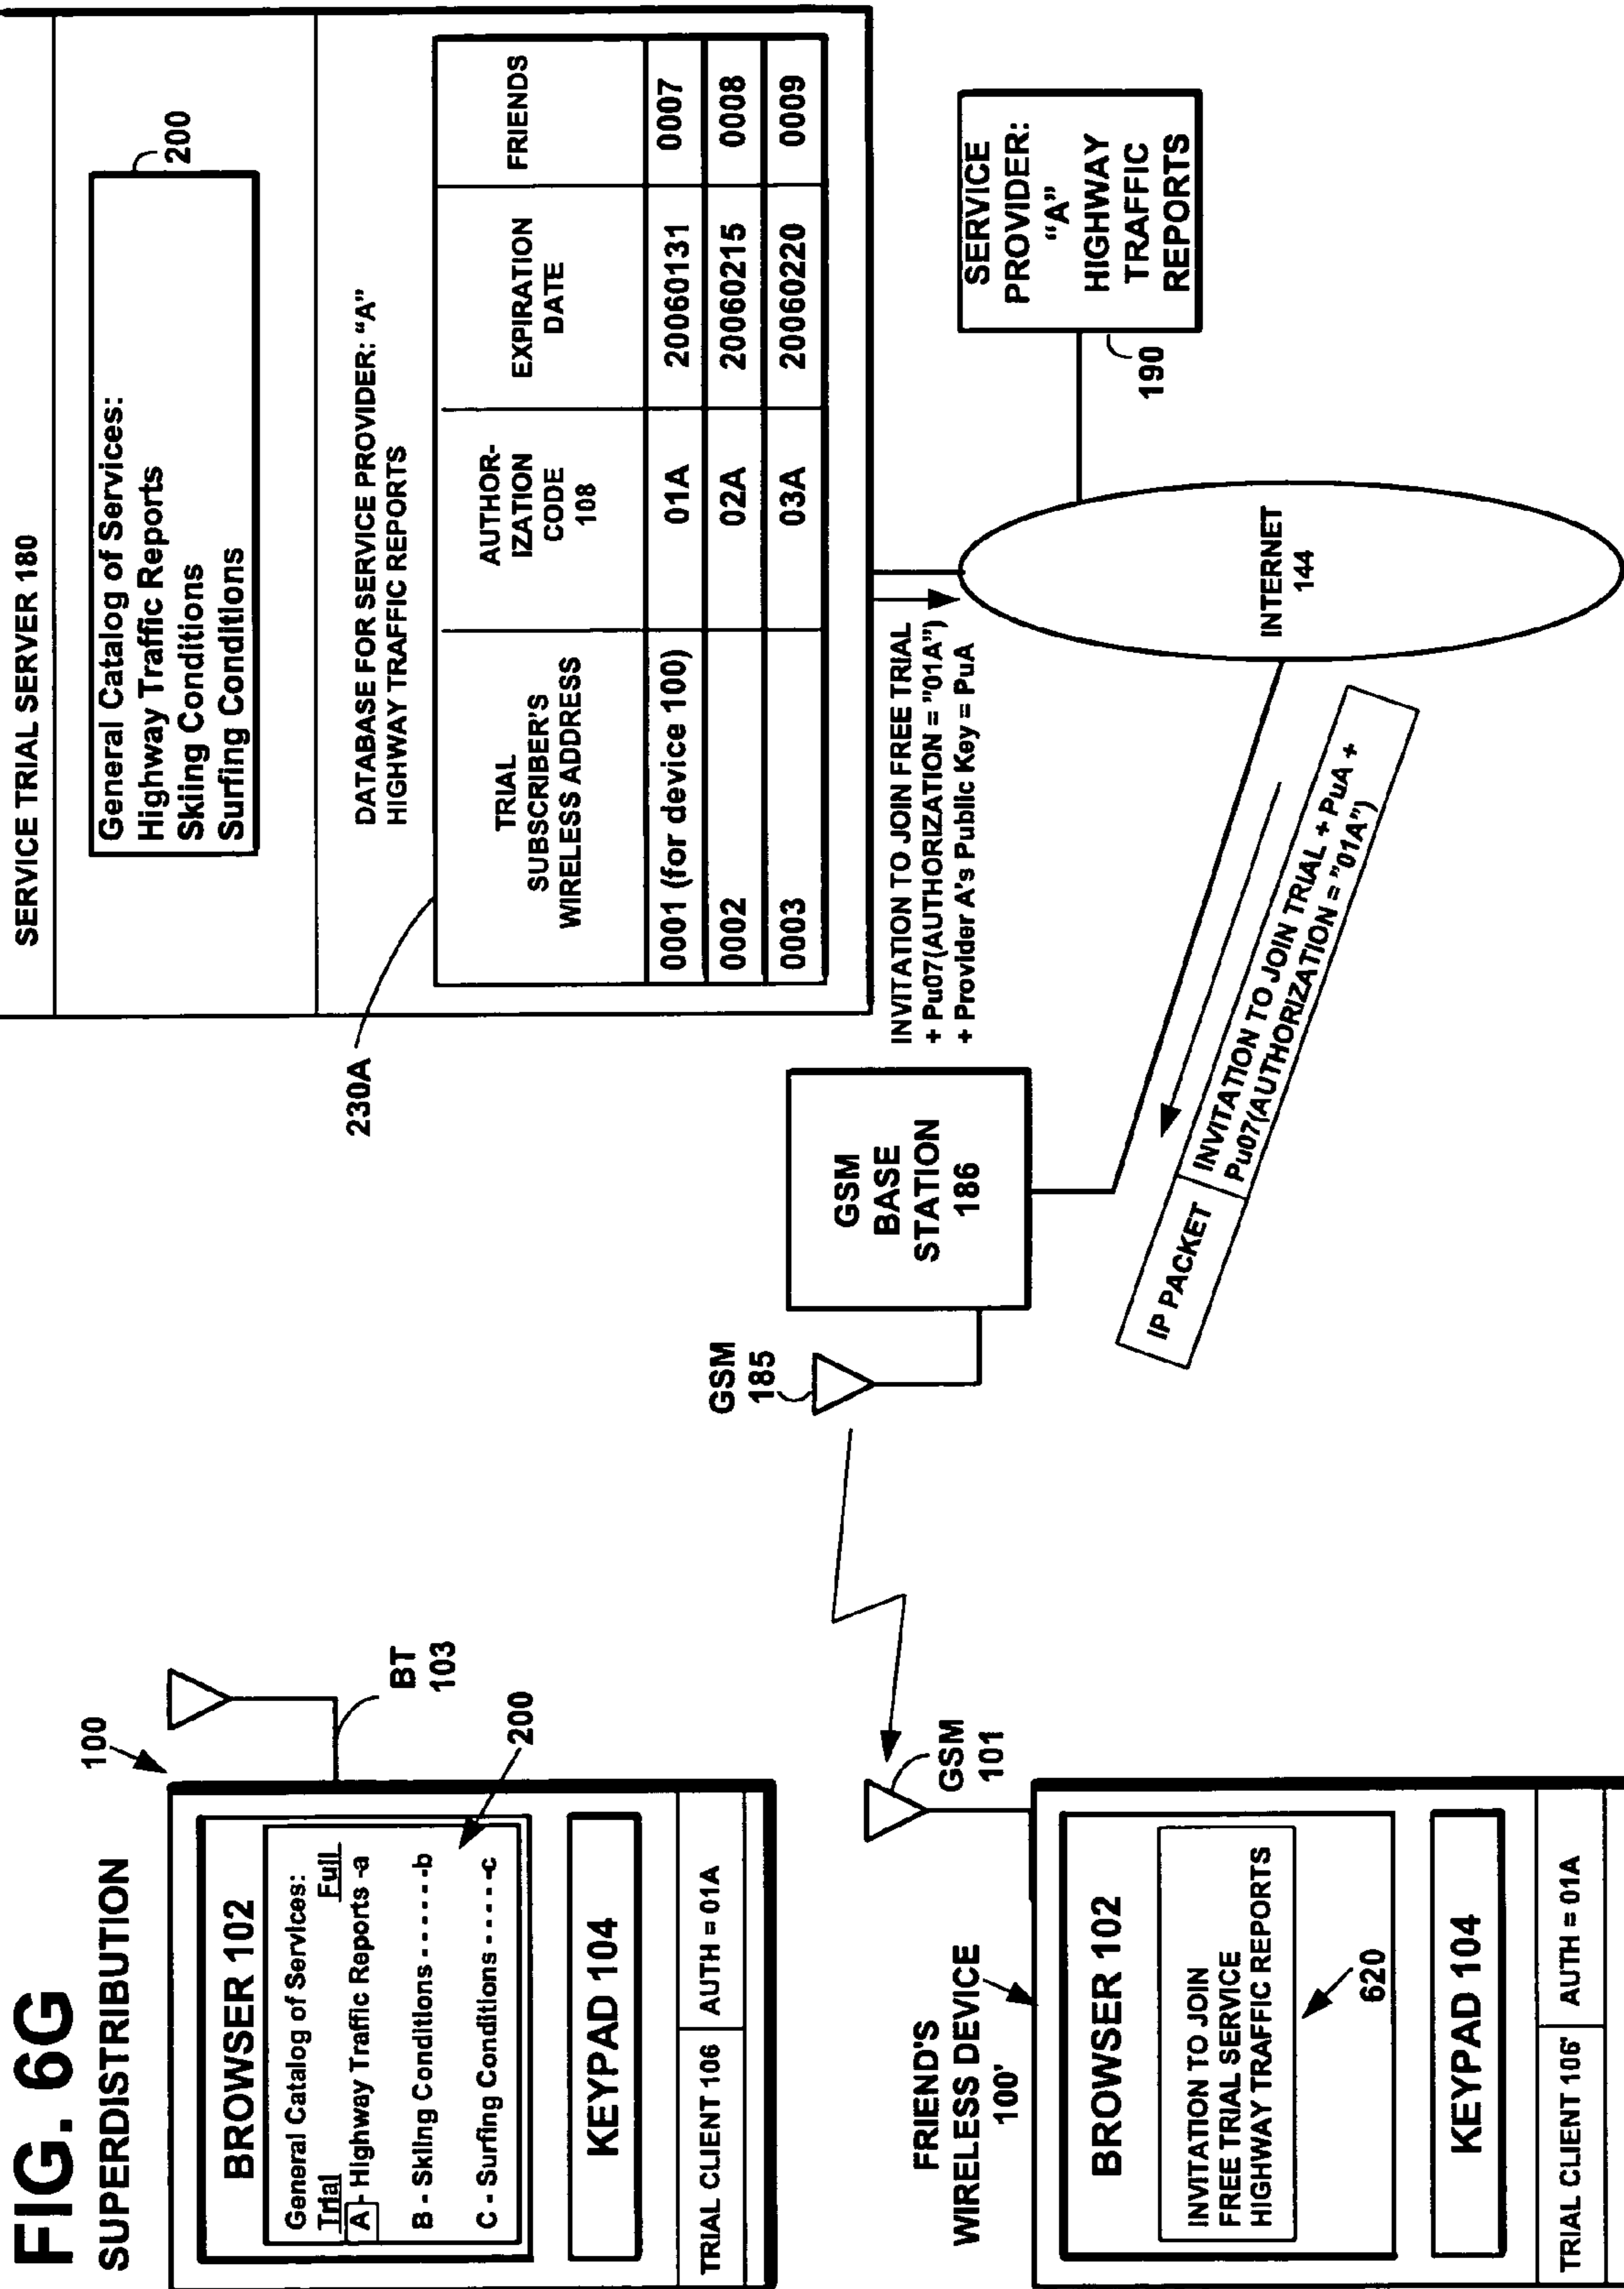 FIG. 6G
SUPERDISTRIBUTION
100
BROWSER 102
General Catalog of Services:
Trial Full
A - Highway Traffic Reports -a
B - Skiing Conditions ------b
C - Surfing Conditions -----c
200
KEYPAD 104
TRIAL CLIENT 106 AUTH = 01A
BT
103
FRIEND'S
WIRELESS DEVICE
100'
BROWSER 102
INVITATION TO JOIN
FREE TRIAL SERVICE
HIGHWAY TRAFFIC REPORTS
620
KEYPAD 104
TRIAL CLIENT 106' AUTH = 01A
GSM
101
GSM
185
GSM
BASE
STATION
186
IP PACKET
INVITATION TO JOIN TRIAL + PuA +
Pu07(AUTHORIZATION = "01A")
SERVICE TRIAL SERVER 180
General Catalog of Services:
Highway Traffic Reports
Skiing Conditions
Surfing Conditions
200
DATABASE FOR SERVICE PROVIDER: "A"
HIGHWAY TRAFFIC REPORTS
230A
TRIAL
SUBSCRIBER'S
WIRELESS ADDRESS
AUTHOR-
IZATION
CODE
108
EXPIRATION
DATE
FRIENDS
0001 (for device 100) 01A 20060131 0007
0002 02A 20060215 0008
0003 03A 20060220 0009
INVITATION TO JOIN FREE TRIAL
+ Pu07(AUTHORIZATION = "01A")
+ Provider A's Public Key = PuA
INTERNET
144
SERVICE
PROVIDER:
"A"
HIGHWAY
TRAFFIC
REPORTS
190